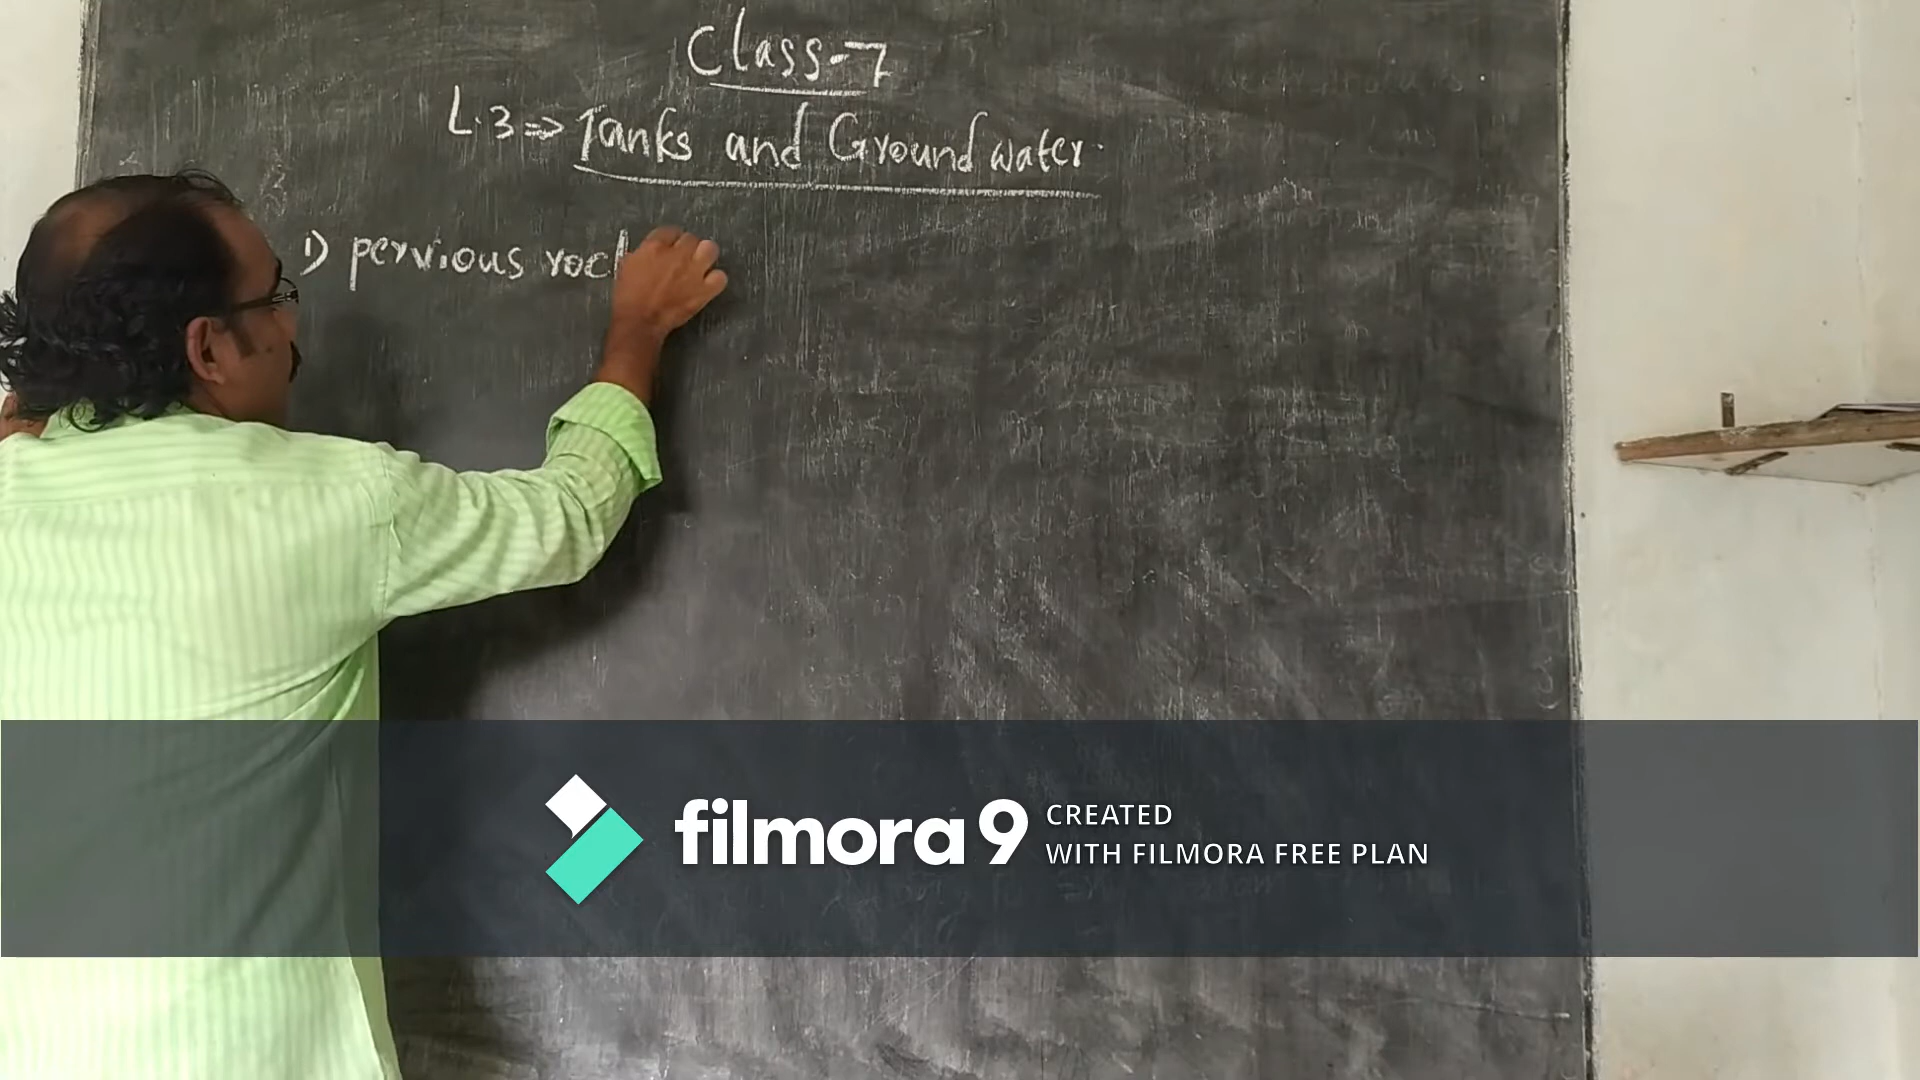 Class-7
L.3 => Tanks and Ground water.
1) pervious rock
filmora 9 CREATED
WITH FILMORA FREE PLAN